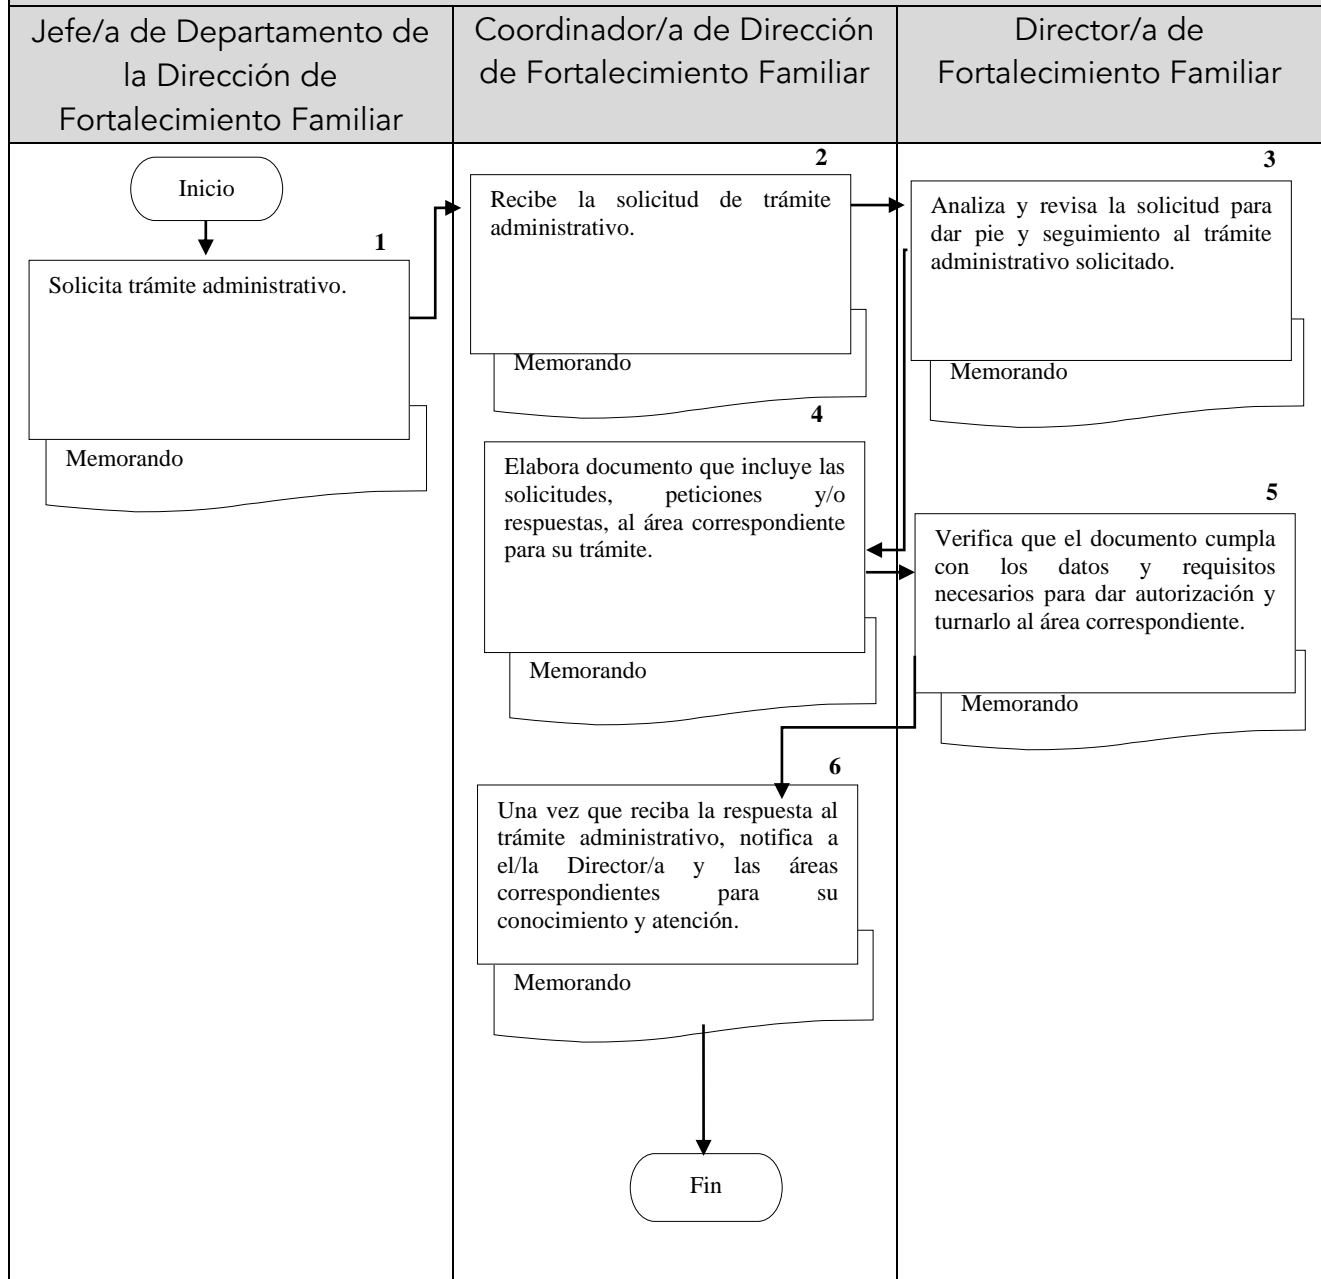 Jefe/a de Departamento de
la Dirección de
Fortalecimiento Familiar
Coordinador/a de Dirección
de Fortalecimiento Familiar
Director/a de
Fortalecimiento Familiar
Inicio
1
Solicita trámite administrativo.
Memorando
2
Recibe la solicitud de trámite
administrativo.
Memorando
3
Analiza y revisa la solicitud para
dar pie y seguimiento al trámite
administrativo solicitado.
Memorando
4
Elabora documento que incluye las
solicitudes, peticiones y/o
respuestas, al área correspondiente
para su trámite.
Memorando
5
Verifica que el documento cumpla
con los datos y requisitos
necesarios para dar autorización y
turnarlo al área correspondiente.
Memorando
6
Una vez que reciba la respuesta al
trámite administrativo, notifica a
el/la Director/a y las áreas
correspondientes para su
conocimiento y atención.
Memorando
Fin